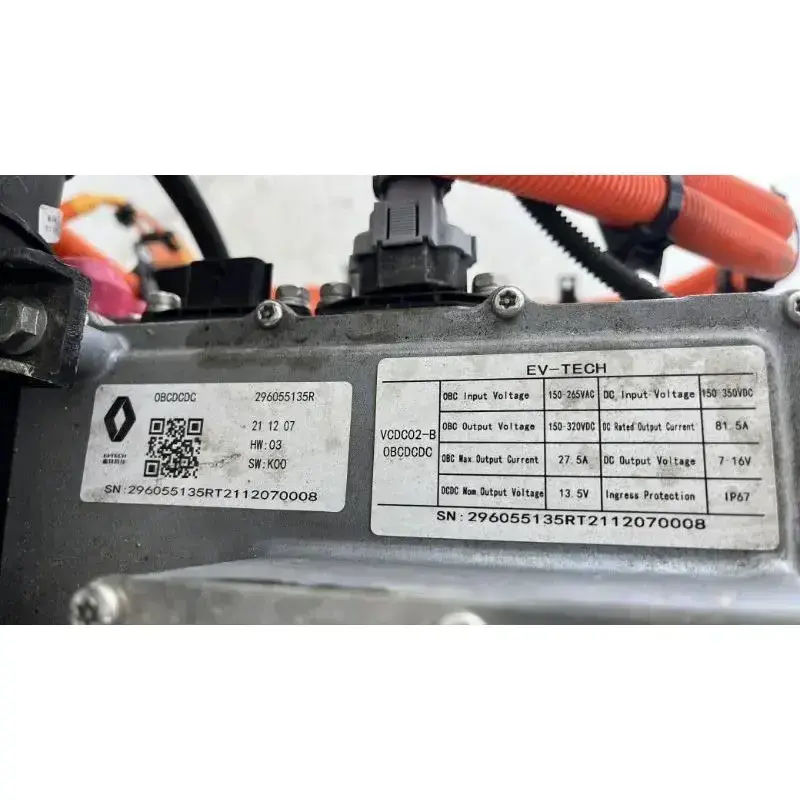 OBCDCDC 296055135R
21 12 07
HW:03
SW:K00
EV-TECH
SN:296055135RT2112070008
EV-TECH
VCDC02-B
OBCDCDC
OBC Input Voltage 150-265VAC DC Input Voltage 150-350VDC
OBC Output Voltage 150-320VDC DC Rated Output Current 81.5A
OBC Max.Output Current 27.5A DC Output Voltage 7-16V
DCDC Nom.Output Voltage 13.5V Ingress Protection IP67
SN:296055135RT2112070008